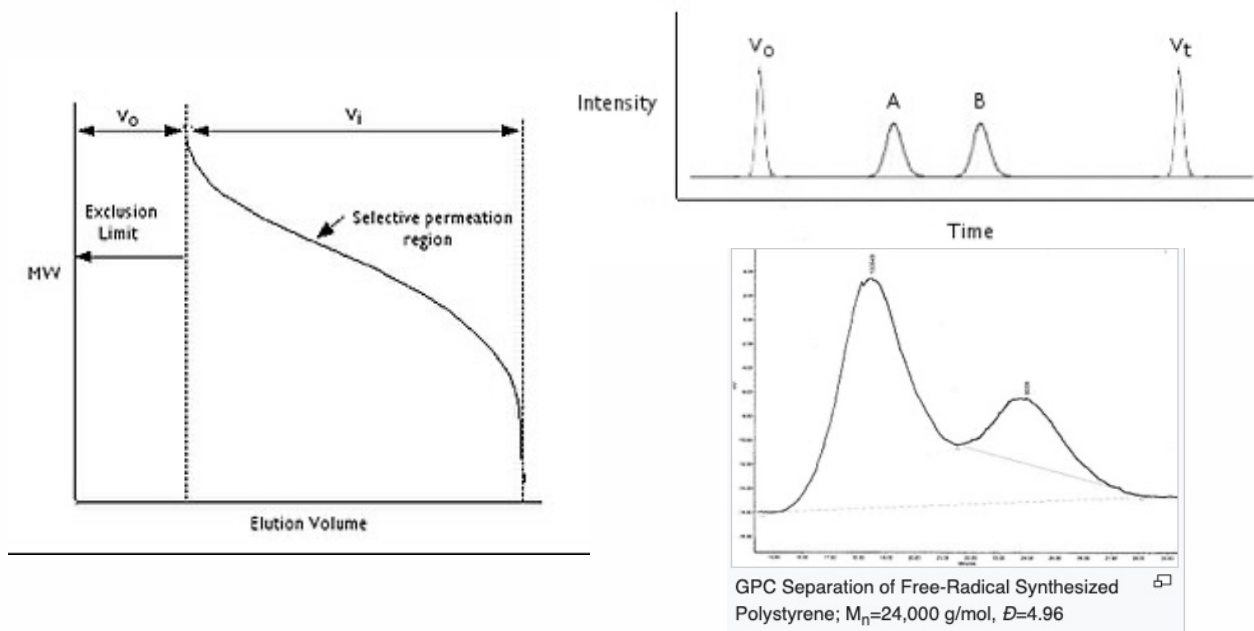 Vo
Vi
Exclusion
Limit
Selective permeation
region
MW
Elution Volume
Vo
Vt
A
B
Intensity
Time
GPC Separation of Free-Radical Synthesized
Polystyrene; Mn=24,000 g/mol, Đ=4.96